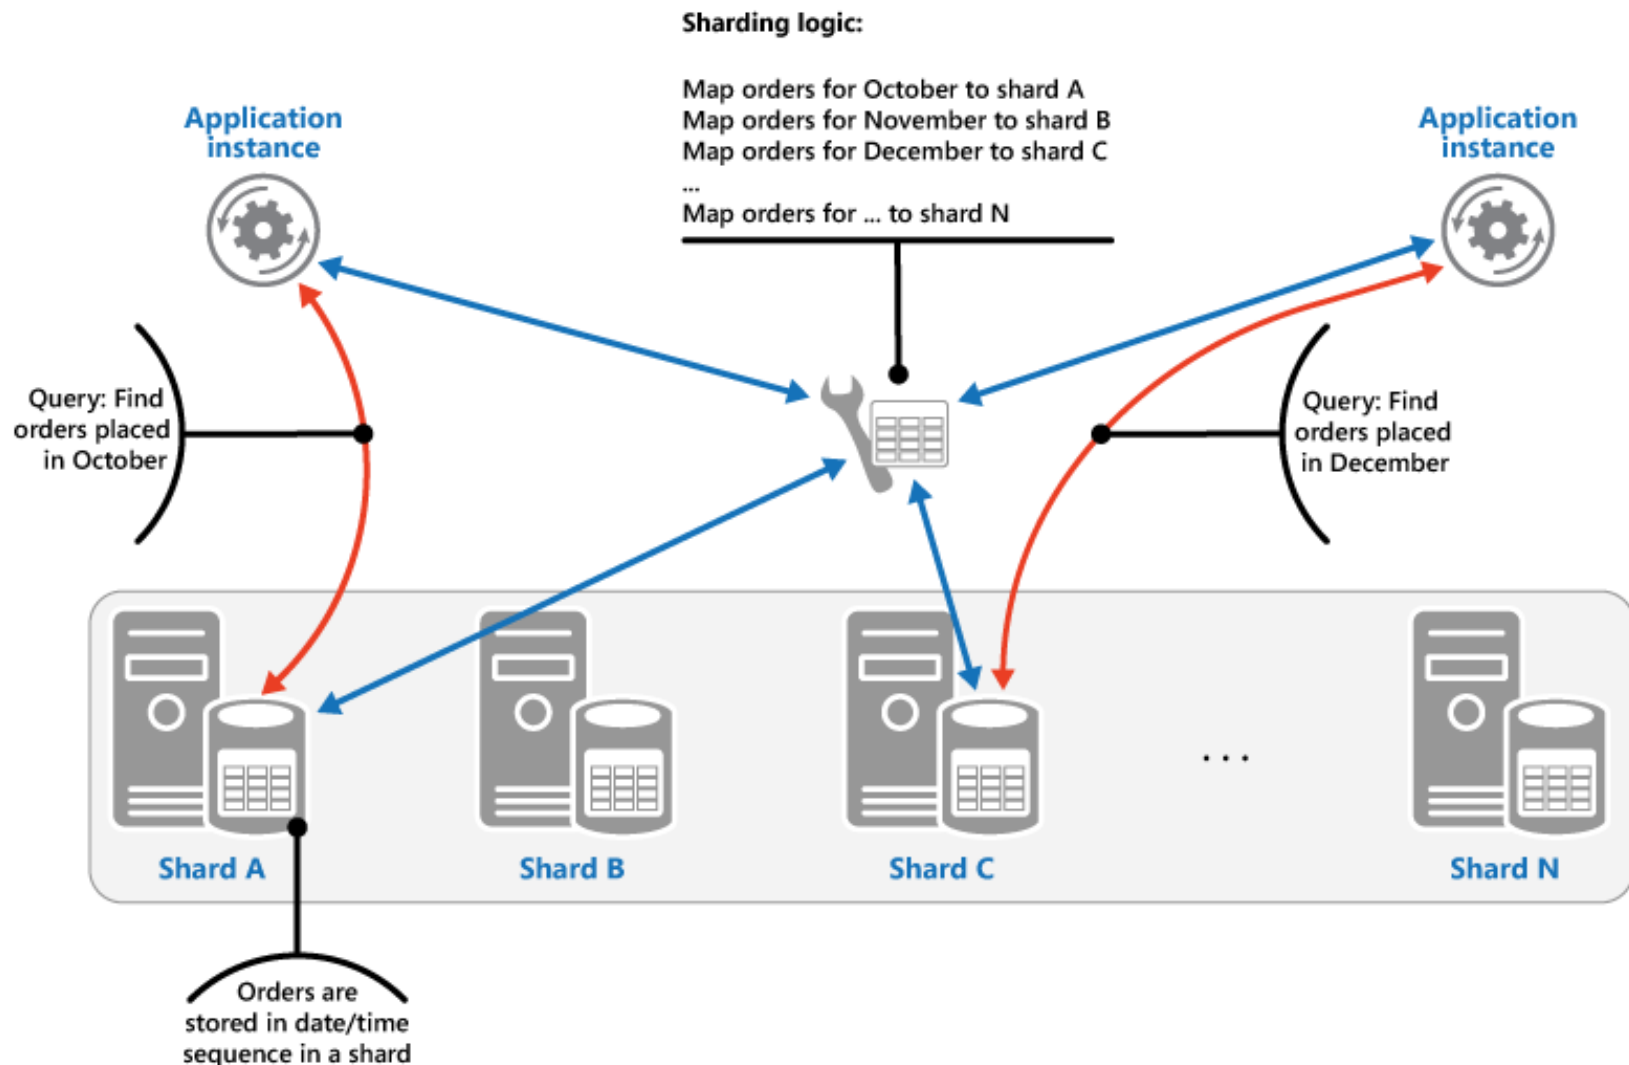 Sharding logic:
Map orders for October to shard A
Map orders for November to shard B
Map orders for December to shard C
...
Map orders for ... to shard N
Application
instance
Application
instance
Query: Find
orders placed
in October
Query: Find
orders placed
in December
...
Shard A
Shard B
Shard C
Shard N
Orders are
stored in date/time
sequence in a shard